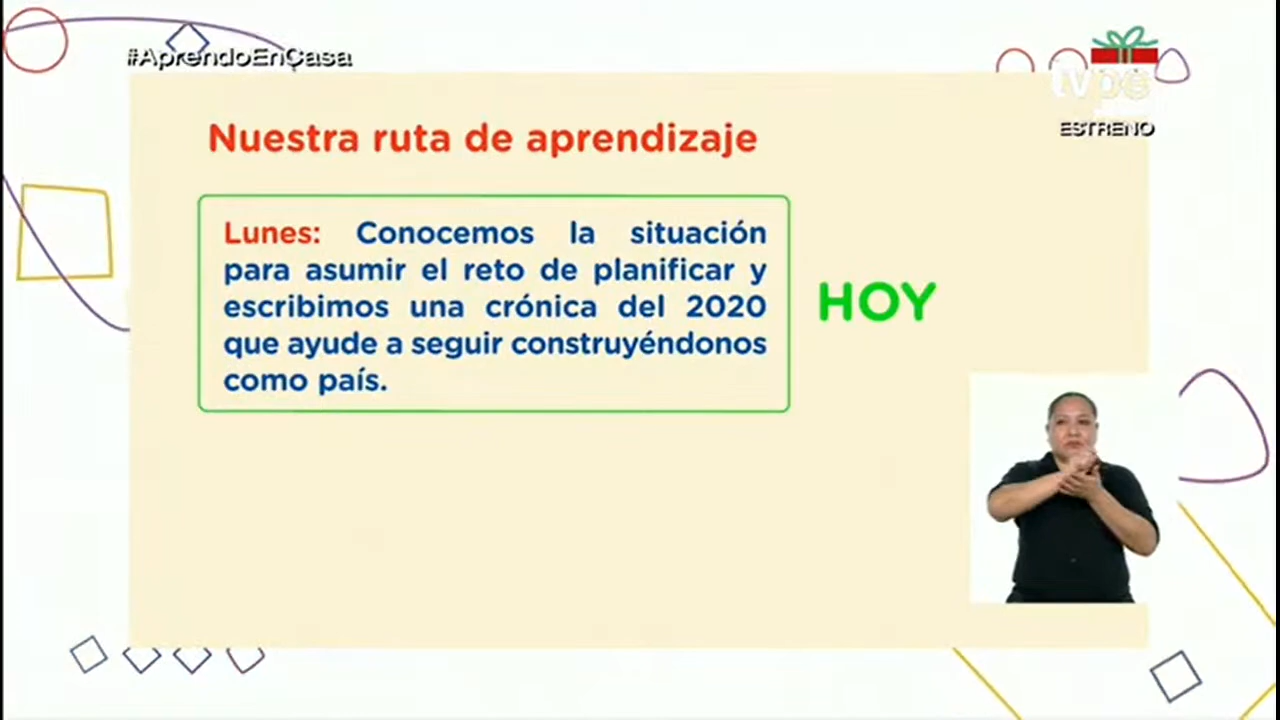 #AprendoEnCasa
tvpe
ESTRENO
Nuestra ruta de aprendizaje
Lunes: Conocemos la situación
para asumir el reto de planificar y
escribimos una crónica del 2020
que ayude a seguir construyéndonos
como país.
HOY